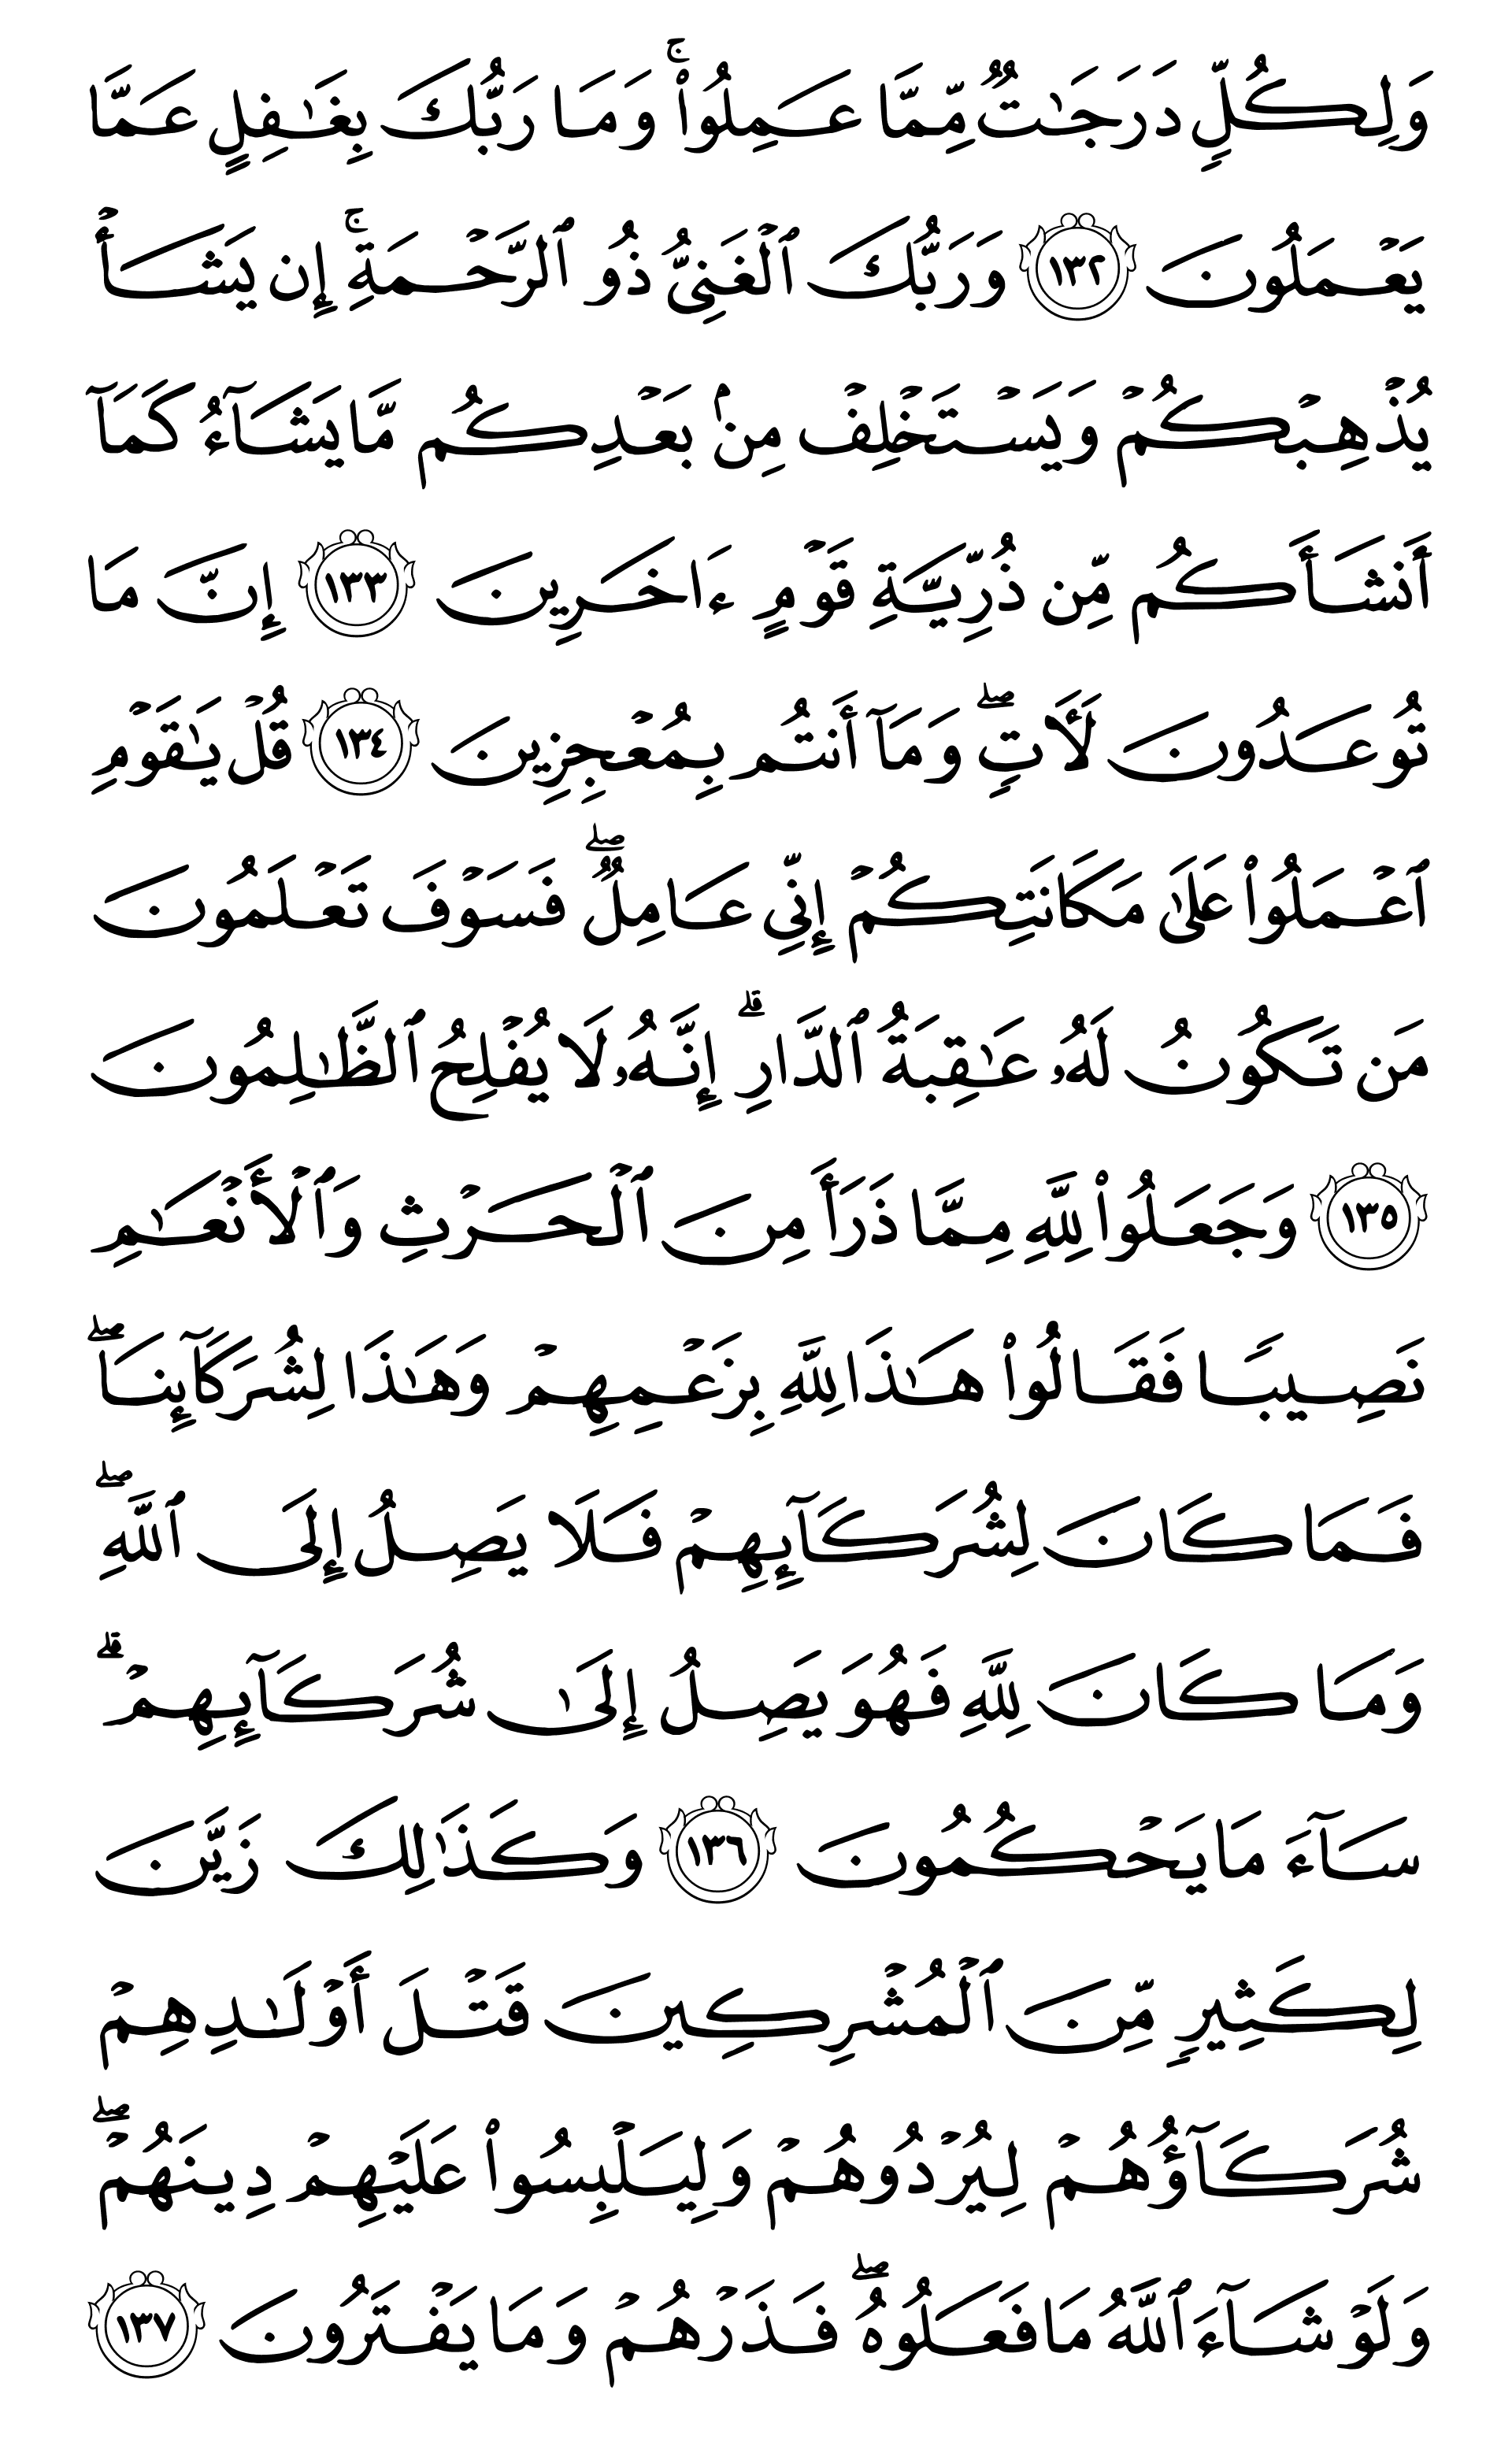 وَلِكُلٍّ دَرَجَٰتٌ مِّمَّا عَمِلُوا۟ ۚ وَمَا رَبُّكَ بِغَٰفِلٍ عَمَّا
يَعْمَلُونَ ١٣٢ وَرَبُّكَ ٱلْغَنِىُّ ذُو ٱلرَّحْمَةِ ۚ إِن يَشَأْ
يُذْهِبْكُمْ وَيَسْتَخْلِفْ مِنۢ بَعْدِكُم مَّا يَشَآءُ كَمَآ
أَنشَأَكُم مِّن ذُرِّيَّةِ قَوْمٍ ءَاخَرِينَ ١٣٣ إِنَّ مَا
تُوعَدُونَ لَـَٔاتٍ ۖ وَمَآ أَنتُم بِمُعْجِزِينَ ١٣٤ قُلْ يَٰقَوْمِ
ٱعْمَلُوا۟ عَلَىٰ مَكَانَتِكُمْ إِنِّى عَامِلٌ ۖ فَسَوْفَ تَعْلَمُونَ
مَن تَكُونُ لَهُۥ عَٰقِبَةُ ٱلدَّارِ ۗ إِنَّهُۥ لَا يُفْلِحُ ٱلظَّٰلِمُونَ
١٣٥ وَجَعَلُوا۟ لِلَّهِ مِمَّا ذَرَأَ مِنَ ٱلْحَرْثِ وَٱلْأَنْعَٰمِ
نَصِيبًا فَقَالُوا۟ هَٰذَا لِلَّهِ بِزَعْمِهِمْ وَهَٰذَا لِشُرَكَآئِنَا ۖ
فَمَا كَانَ لِشُرَكَآئِهِمْ فَلَا يَصِلُ إِلَى ٱللَّهِ ۖ
وَمَا كَانَ لِلَّهِ فَهُوَ يَصِلُ إِلَىٰ شُرَكَآئِهِمْ ۗ
سَآءَ مَا يَحْكُمُونَ ١٣٦ وَكَذَٰلِكَ زَيَّنَ
لِكَثِيرٍ مِّنَ ٱلْمُشْرِكِينَ قَتْلَ أَوْلَٰدِهِمْ
شُرَكَآؤُهُمْ لِيُرْدُوهُمْ وَلِيَلْبِسُوا۟ عَلَيْهِمْ دِينَهُمْ ۖ
وَلَوْ شَآءَ ٱللَّهُ مَا فَعَلُوهُ ۖ فَذَرْهُمْ وَمَا يَفْتَرُونَ ١٣٧